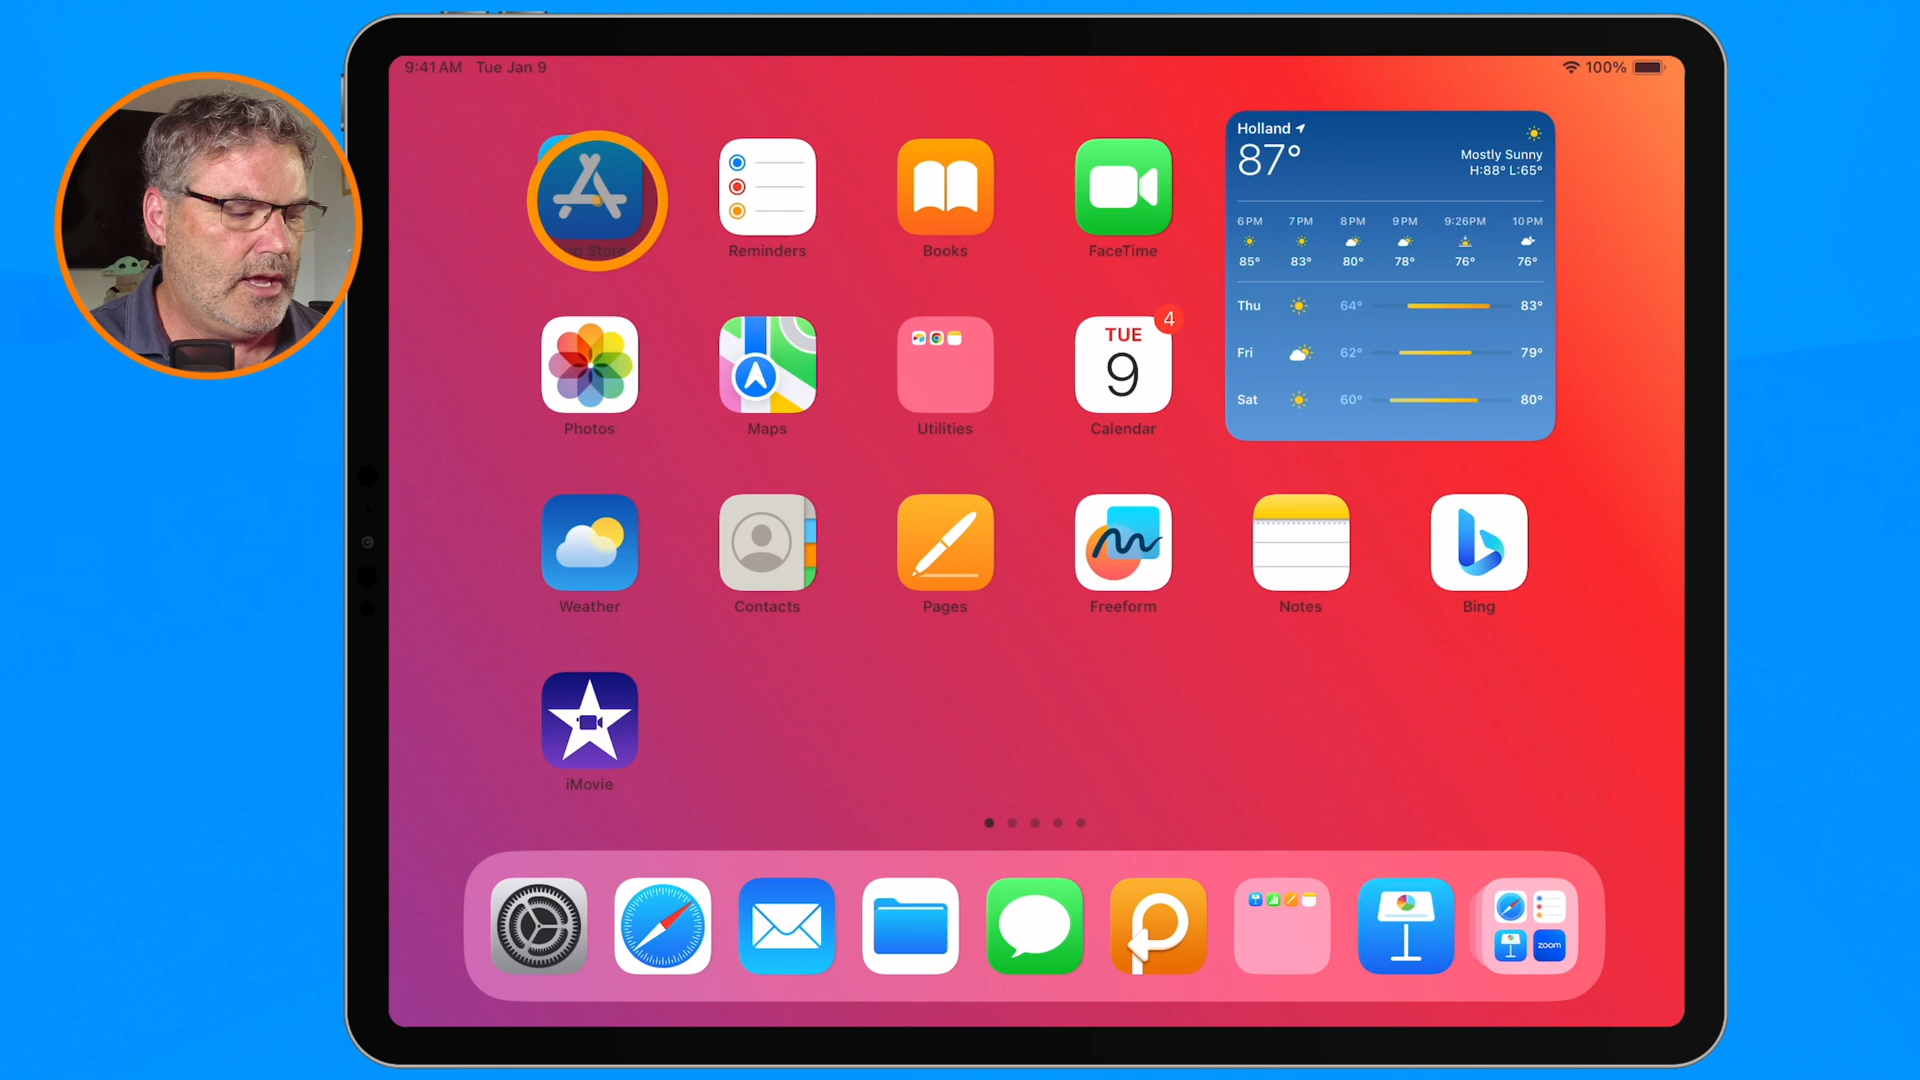 9:41 AM Tue Jan 9
100%
App Store
Reminders
Books
FaceTime
Holland
87°
Mostly Sunny
H:88° L:65°
6PM 7PM 8PM 9PM 9:26PM 10PM
85° 83° 80° 78° 76° 76°
Thu 64° 83°
Fri 62° 79°
Sat 60° 80°
TUE
9
4
Photos
Maps
Utilities
Calendar
Weather
Contacts
Pages
Freeform
Notes
Bing
iMovie
zoom